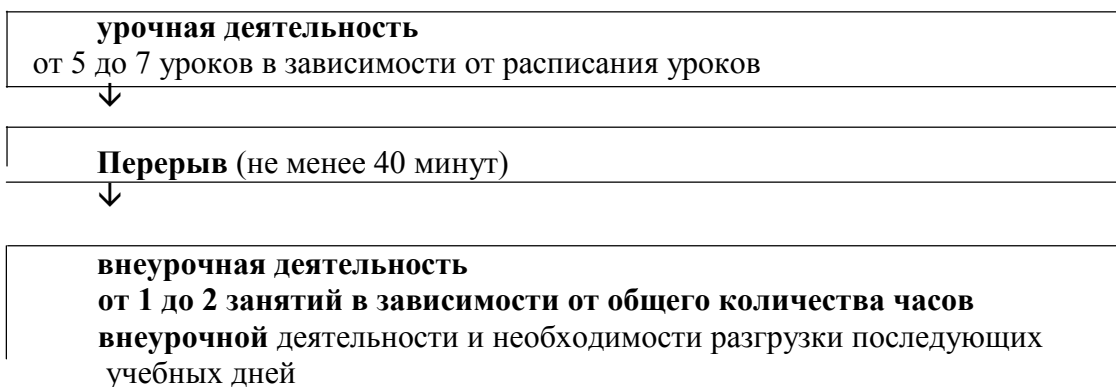 урочная деятельность
от 5 до 7 уроков в зависимости от расписания уроков
↓
Перерыв (не менее 40 минут)
↓
внеурочная деятельность
от 1 до 2 занятий в зависимости от общего количества часов
внеурочной деятельности и необходимости разгрузки последующих
учебных дней